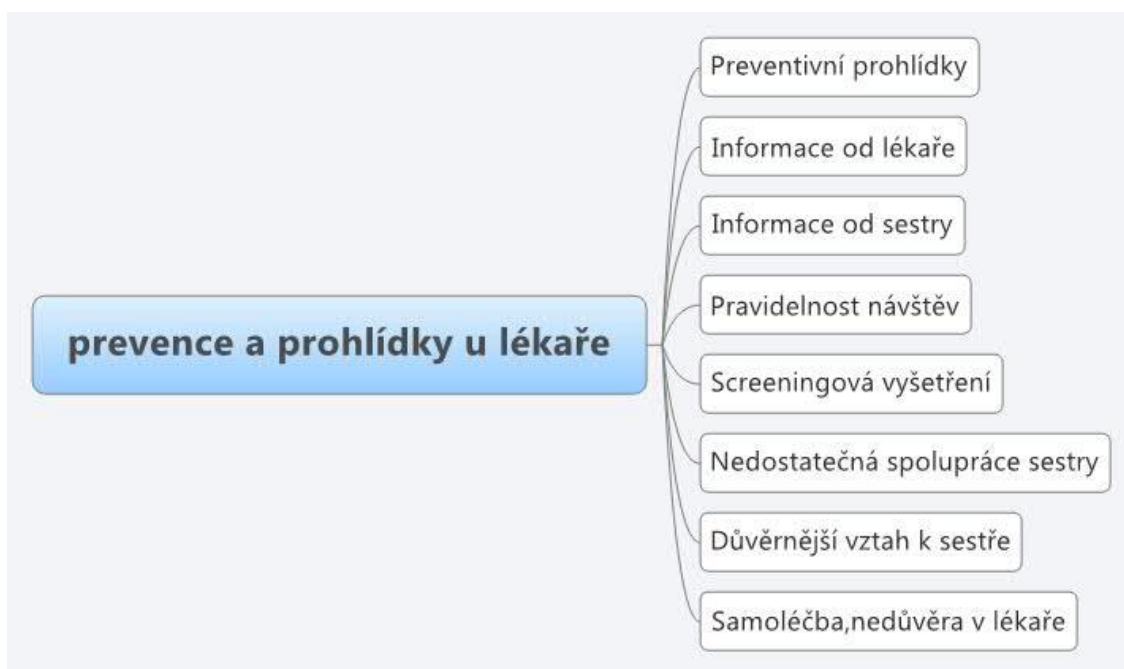 Preventivní prohlídky
Informace od lékaře
Informace od sestry
Pravidelnost návštěv
prevence a prohlídky u lékaře
Screeningová vyšetření
Nedostatečná spolupráce sestry
Důvěrnější vztah k sestře
Samoléčba,nedůvěra v lékaře